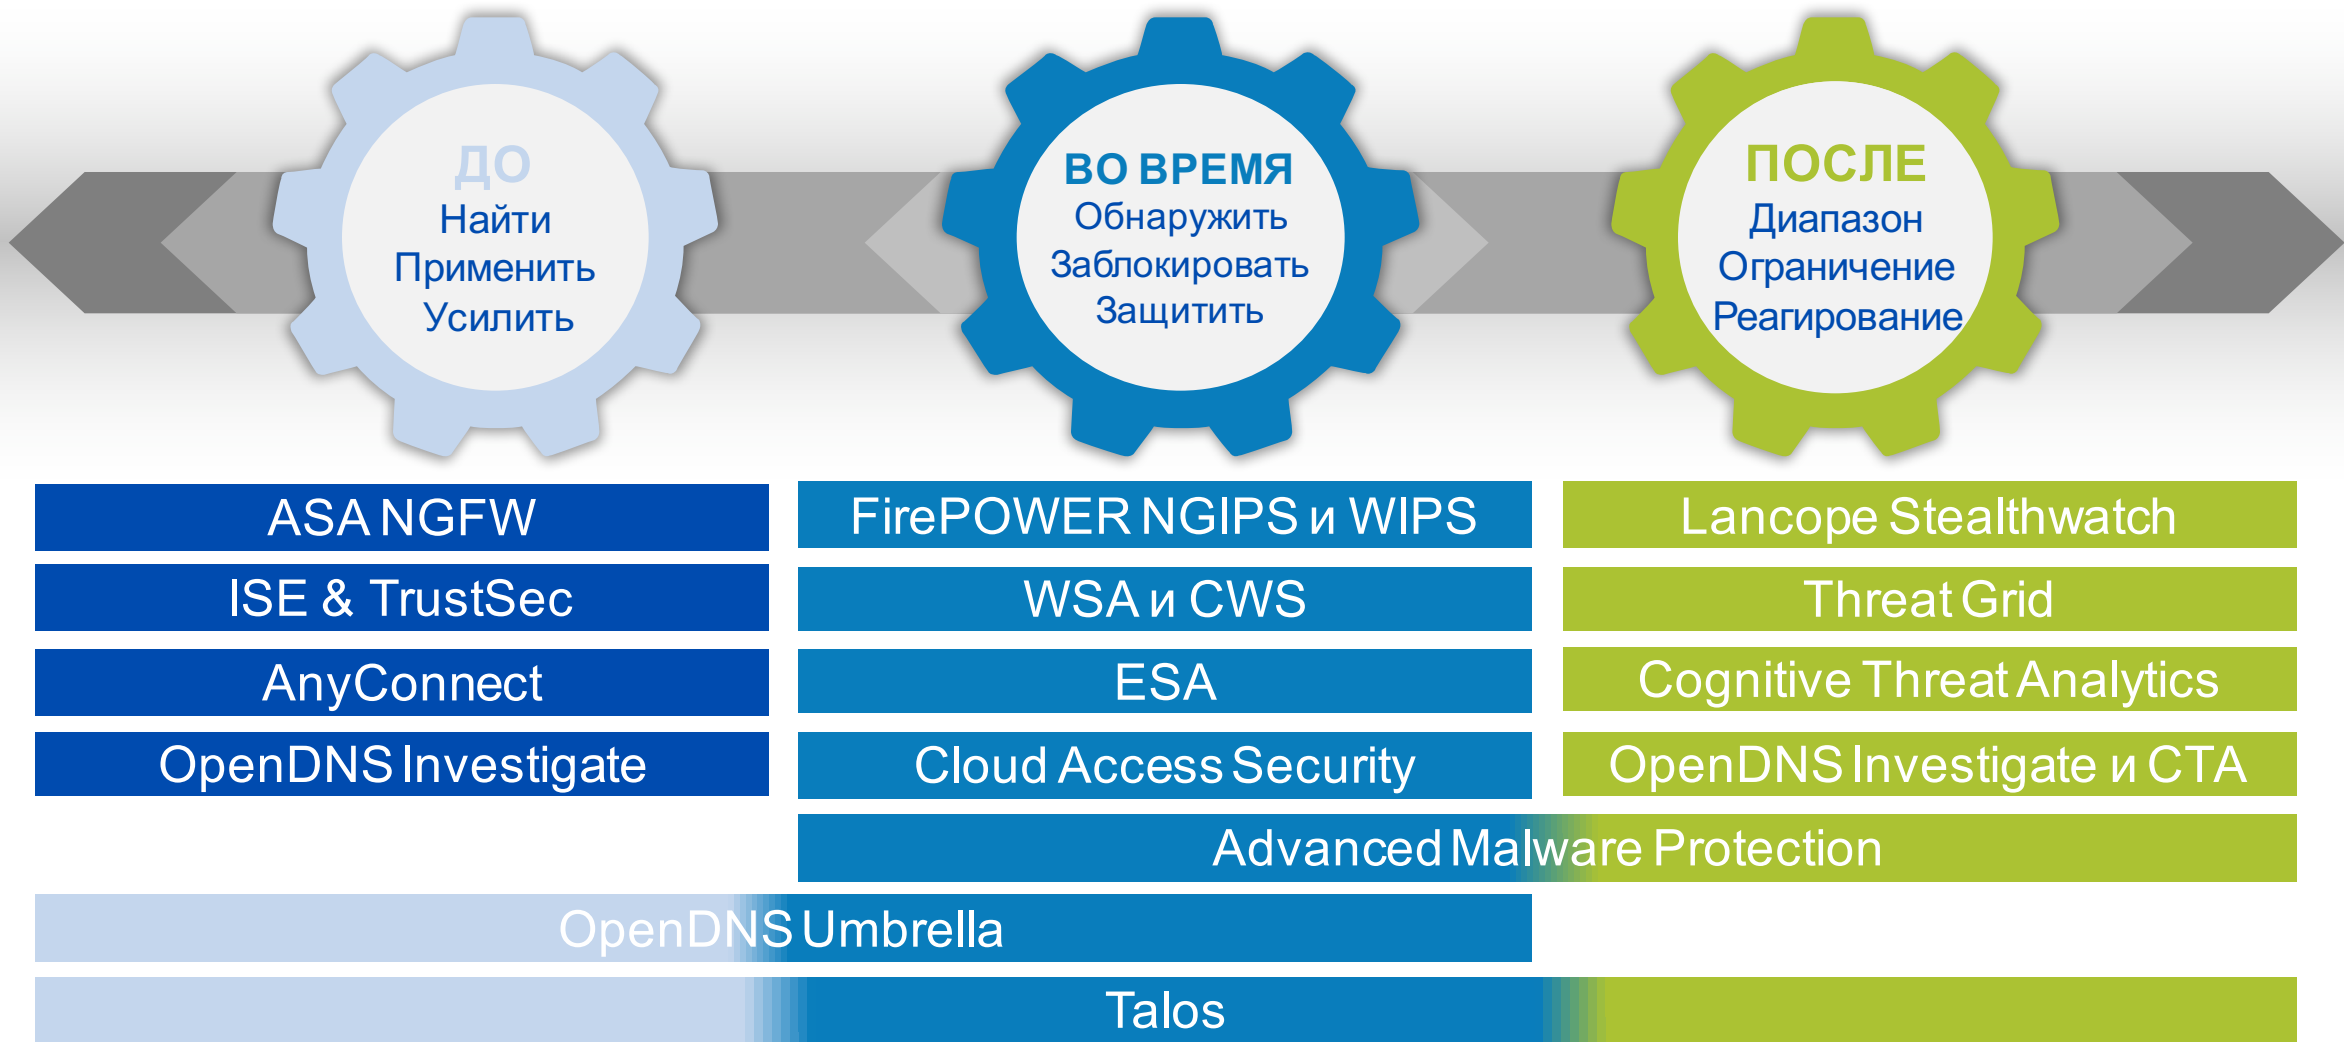 ДО
Найти
Применить
Усилить
ВО ВРЕМЯ
Обнаружить
Заблокировать
Защитить
ПОСЛЕ
Диапазон
Ограничение
Реагирование
ASA NGFW
FirePOWER NGIPS и WIPS
Lancope Stealthwatch
ISE & TrustSec
WSA и CWS
Threat Grid
AnyConnect
ESA
Cognitive Threat Analytics
OpenDNS Investigate
Cloud Access Security
OpenDNS Investigate и CTA
Advanced Malware Protection
OpenDNS Umbrella
Talos